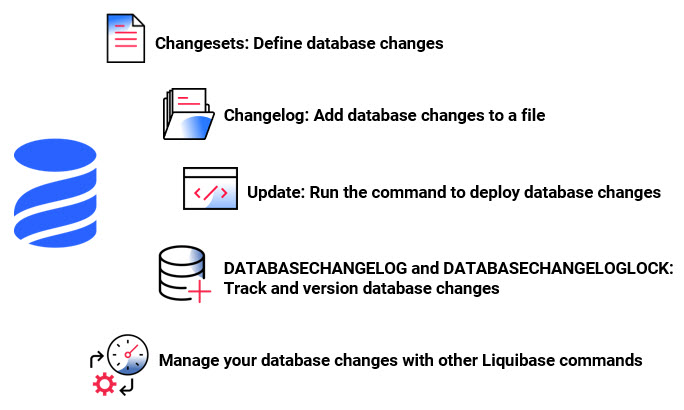 Changesets: Define database changes
Changelog: Add database changes to a file
Update: Run the command to deploy database changes
DATABASECHANGELOG and DATABASECHANGELOGLOCK:
Track and version database changes
Manage your database changes with other Liquibase commands